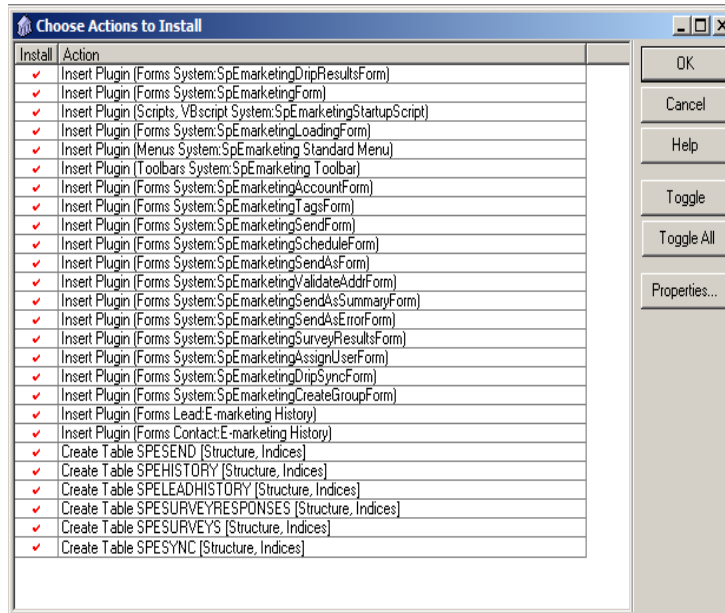 Choose Actions to Install
Install Action
Insert Plugin (Forms System:SpEmarketingDripResultsForm)
Insert Plugin (Forms System:SpEmarketingForm)
Insert Plugin (Scripts, VBscript System:SpEmarketingStartupScript)
Insert Plugin (Forms System:SpEmarketingLoadingForm)
Insert Plugin (Menus System:SpEmarketing Standard Menu)
Insert Plugin (Toolbars System:SpEmarketing Toolbar)
Insert Plugin (Forms System:SpEmarketingAccountForm)
Insert Plugin (Forms System:SpEmarketingTagsForm)
Insert Plugin (Forms System:SpEmarketingSendForm)
Insert Plugin (Forms System:SpEmarketingScheduleForm)
Insert Plugin (Forms System:SpEmarketingSendAsForm)
Insert Plugin (Forms System:SpEmarketingValidateAddrForm)
Insert Plugin (Forms System:SpEmarketingSendAsSummaryForm)
Insert Plugin (Forms System:SpEmarketingSendAsErrorForm)
Insert Plugin (Forms System:SpEmarketingSurveyResultsForm)
Insert Plugin (Forms System:SpEmarketingAssignUserForm)
Insert Plugin (Forms System:SpEmarketingDripSyncForm)
Insert Plugin (Forms System:SpEmarketingCreateGroupForm)
Insert Plugin (Forms Lead:E-marketing History)
Insert Plugin (Forms Contact:E-marketing History)
Create Table SPESEND [Structure, Indices]
Create Table SPEHISTORY [Structure, Indices]
Create Table SPELEADHISTORY [Structure, Indices]
Create Table SPESURVEYRESPONSES [Structure, Indices]
Create Table SPESURVEYS [Structure, Indices]
Create Table SPESYNC [Structure, Indices]
OK
Cancel
Help
Toggle
Toggle All
Properties...